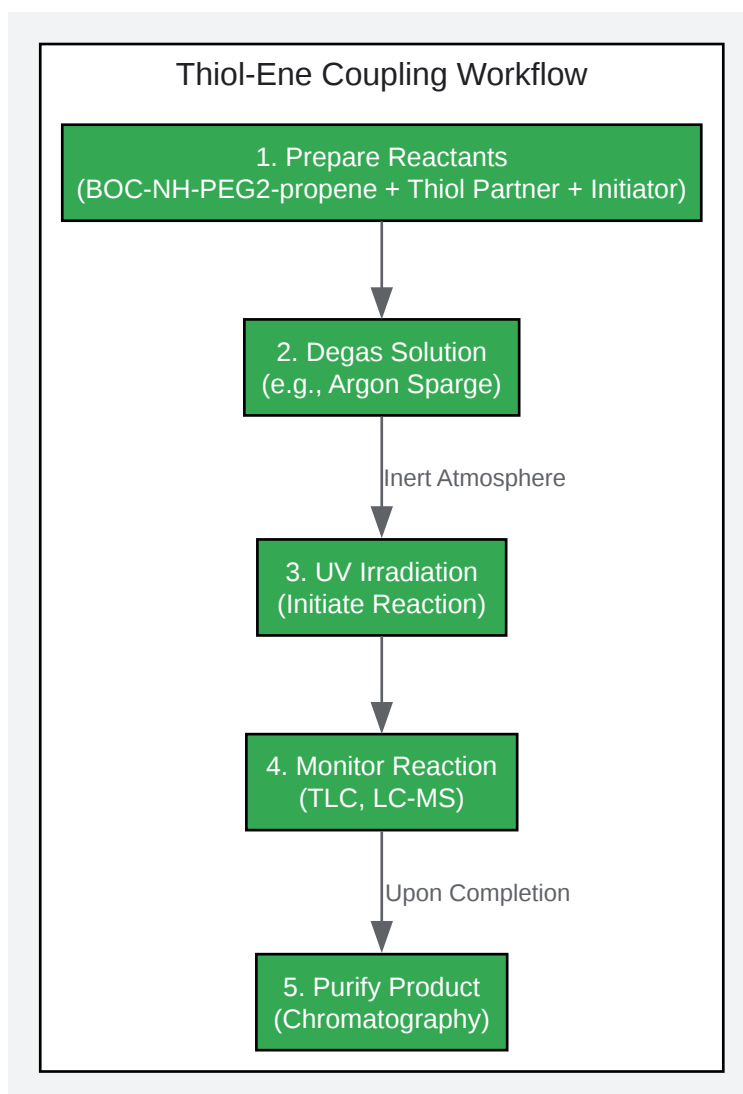 Thiol-Ene Coupling Workflow
1. Prepare Reactants
(BOC-NH-PEG2-propene + Thiol Partner + Initiator)
2. Degas Solution
(e.g., Argon Sparge)
Inert Atmosphere
3. UV Irradiation
(Initiate Reaction)
4. Monitor Reaction
(TLC, LC-MS)
Upon Completion
5. Purify Product
(Chromatography)